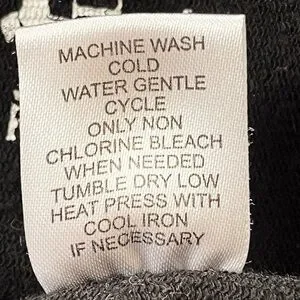 MACHINE WASH
COLD
WATER GENTLE
CYCLE
ONLY NON
CHLORINE BLEACH
WHEN NEEDED
TUMBLE DRY LOW
HEAT PRESS WITH
COOL IRON
IF NECESSARY